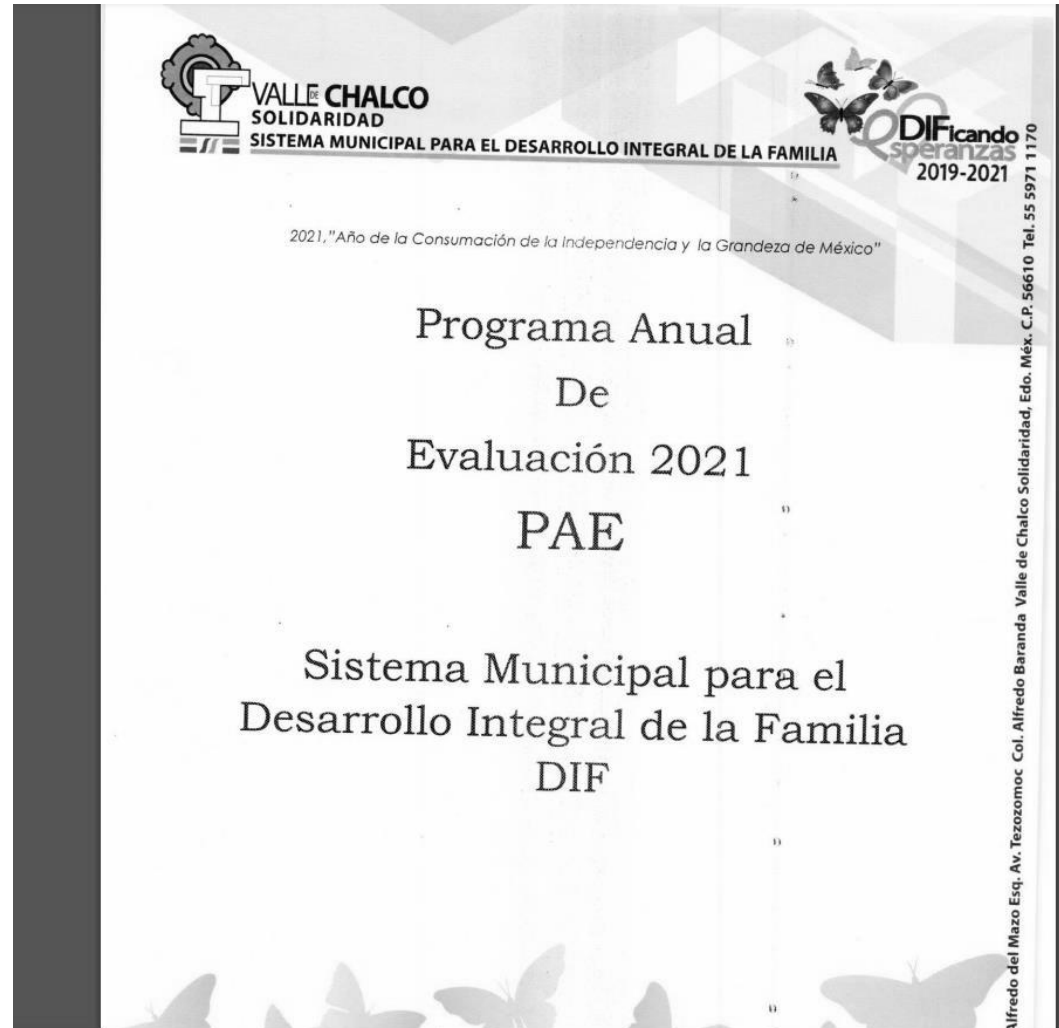 VALLE DE CHALCO
SOLIDARIDAD
SISTEMA MUNICIPAL PARA EL DESARROLLO INTEGRAL DE LA FAMILIA
DIFicando
esperanzas
2019-2021
2021,"Año de la Consumación de la Independencia y la Grandeza de México"
Programa Anual
De
Evaluación 2021
PAE
Sistema Municipal para el
Desarrollo Integral de la Familia
DIF
Alfredo del Mazo Esq. Av. Tezozomoc Col. Alfredo Baranda Valle de Chalco Solidaridad, Edo. Méx. C.P. 56610 Tel. 55 5971 1170